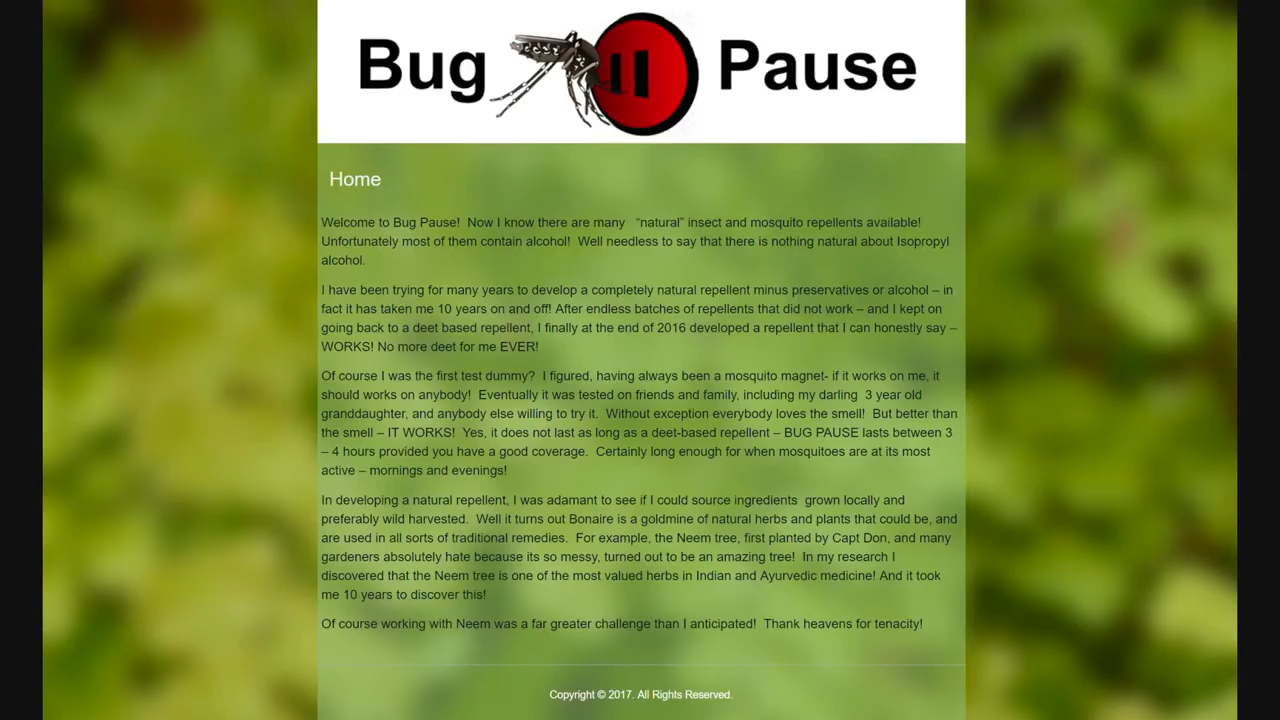 Bug Pause
Home
Welcome to Bug Pause!  Now I know there are many   “natural” insect and mosquito repellents available!
Unfortunately most of them contain alcohol!  Well needless to say that there is nothing natural about Isopropyl
alcohol.
I have been trying for many years to develop a completely natural repellent minus preservatives or alcohol – in
fact it has taken me 10 years on and off! After endless batches of repellents that did not work – and I kept on
going back to a deet based repellent, I finally at the end of 2016 developed a repellent that I can honestly say –
WORKS! No more deet for me EVER!
Of course I was the first test dummy?  I figured, having always been a mosquito magnet- if it works on me, it
should works on anybody!  Eventually it was tested on friends and family, including my darling  3 year old
granddaughter, and anybody else willing to try it.  Without exception everybody loves the smell!  But better than
the smell – IT WORKS!  Yes, it does not last as long as a deet-based repellent – BUG PAUSE lasts between 3
– 4 hours provided you have a good coverage.  Certainly long enough for when mosquitoes are at its most
active – mornings and evenings!
In developing a natural repellent, I was adamant to see if I could source ingredients  grown locally and
preferably wild harvested.  Well it turns out Bonaire is a goldmine of natural herbs and plants that could be, and
are used in all sorts of traditional remedies.  For example, the Neem tree, first planted by Capt Don, and many
gardeners absolutely hate because its so messy, turned out to be an amazing tree!  In my research I
discovered that the Neem tree is one of the most valued herbs in Indian and Ayurvedic medicine! And it took
me 10 years to discover this!
Of course working with Neem was a far greater challenge than I anticipated!  Thank heavens for tenacity!
Copyright © 2017. All Rights Reserved.